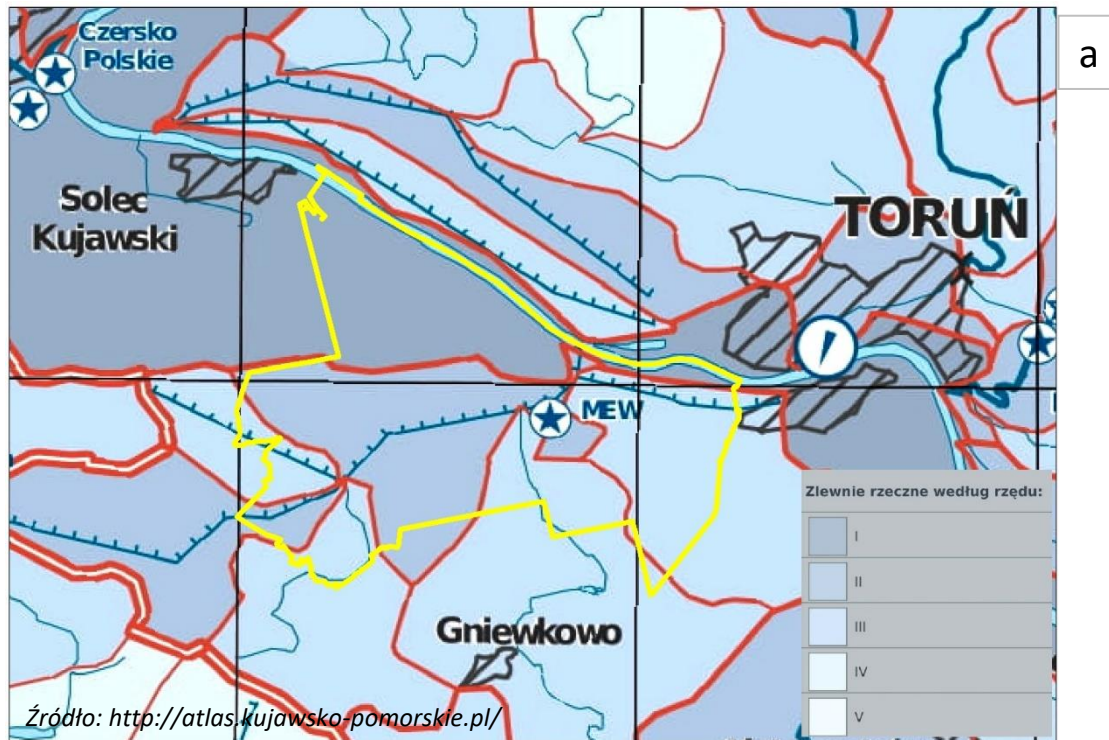 a
Czersko
Polskie
Solec
Kujawski
TORUŃ
MEW
Gniewkowo
Zlewnie rzeczne według rzędu:
I
II
III
IV
V
Źródło: http://atlas.kujawsko-pomorskie.pl/